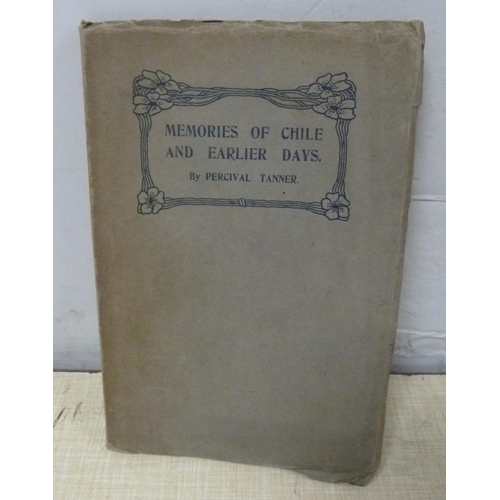 MEMORIES OF CHILE
AND EARLIER DAYS.
By PERCIVAL TANNER.